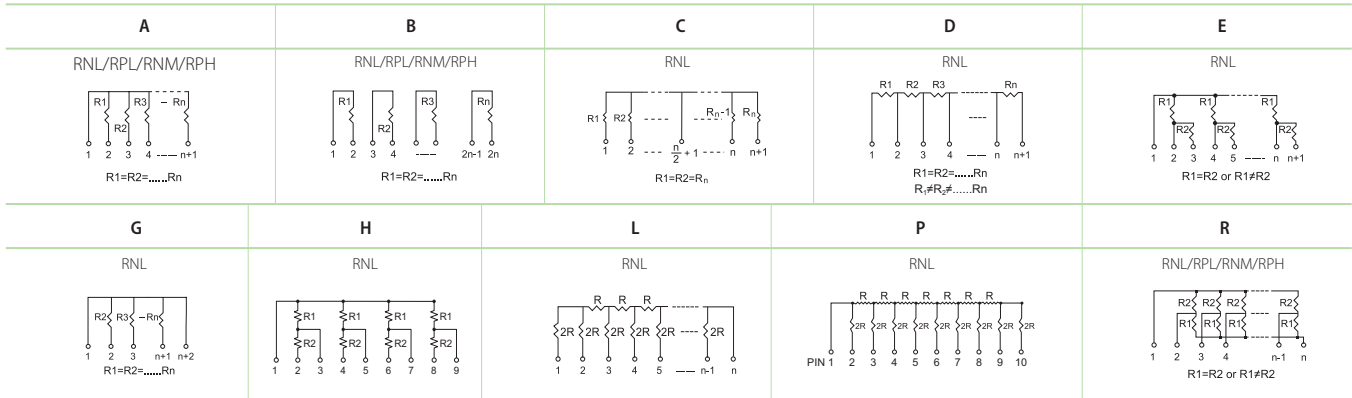 A B C D E
RNL/RPL/RNM/RPH RNL/RPL/RNM/RPH RNL RNL RNL
R1 R2 R3 Rn
1 2 3 4 n+1
R1=R2=......Rn
R1 R2 R3 Rn
1 2 3 4 2n-1 2n
R1=R2=......Rn
R1 R2 Rn-1 Rn
1 2 n/2 + 1 n n+1
R1=R2=Rn
R1 R2 R3 Rn
1 2 3 4 n n+1
R1=R2=......Rn
R1≠R2≠......Rn
R1 R1 R1
R2 R2 R2
1 2 3 4 5 n n+1
R1=R2 or R1≠R2
G H L P R
RNL RNL RNL RNL RNL/RPL/RNM/RPH
R2 R3 Rn
1 2 3 n+1 n+2
R1=R2=......Rn
R1 R1 R1 R1
R2 R2 R2 R2
1 2 3 4 5 6 7 8 9
R R R
2R 2R 2R 2R 2R 2R
1 2 3 4 5 n-1 n
R R R R R R R
2R 2R 2R 2R 2R 2R 2R 2R 2R
PIN 1 2 3 4 5 6 7 8 9 10
R2 R2 R2 R2
R1 R1 R1 R1
1 2 3 4 n-1 n
R1=R2 or R1≠R2